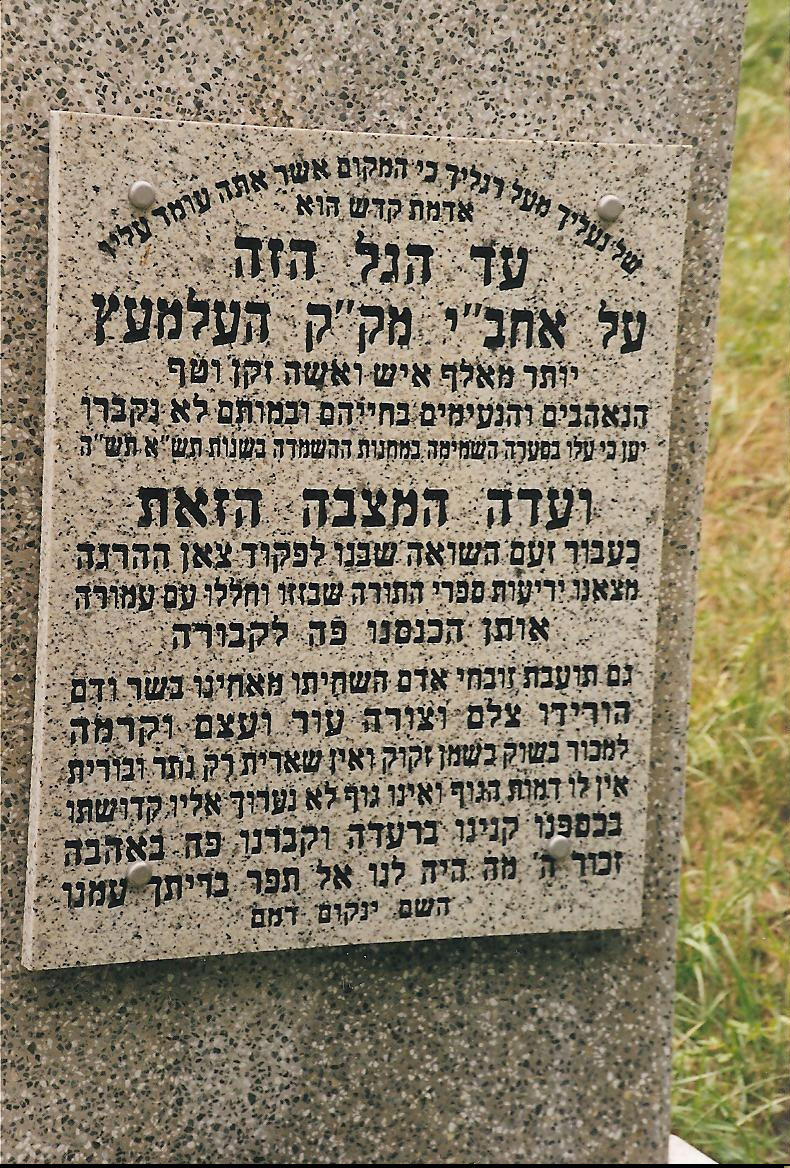 של נעליך מעל רגליך כי המקום אשר אתה עומד עליו
אדמת קדש הוא
עד הגל הזה
על אחב״י מק״ק העלמעץ
יותר מאלף איש ואשה זקן וטף
הנאהבים והנעימים בחייהם ובמותם לא נקברו
יען כי עלו בסערה השמימה במחנות ההשמדה בשנות תש״א תש״ה
ועדה המצבה הזאת
כעבור זעם השואה שבנו לפקוד צאן ההרגה
מצאנו יריעות ספרי התורה שבזזו וחללו עם עמורה
אותן הכנסנו פה לקבורה
גם תועבת זובחי אדם השחיתו מאחינו בשר ודם
הורידו צלם וצורה עור ועצם וקרמה
למכור בשוק בשמן זקוק ואין שארית רק נתר ובורית
אין לו דמות הגוף ואינו גוף לא נערוך אליו קדושתו
בכספנו קנינו ברעדה וקברנו פה באהבה
זכור ה׳ מה היה לנו אל תפר בריתך עמנו
השם ינקום דמם